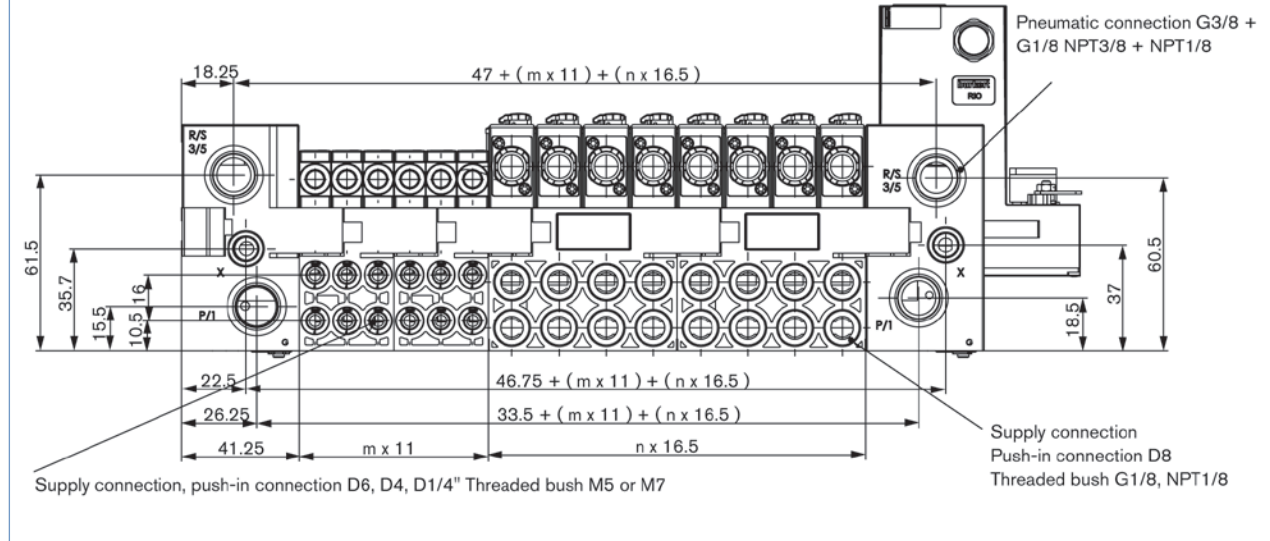 Pneumatic connection G3/8 +
G1/8 NPT3/8 + NPT1/8
18.25
47 + ( m x 11 ) + ( n x 16.5 )
RIO
R/S
3/5
R/S
3/5
61.5
35.7
15.5
10.5
16
X
P/1
G
X
P/1
G
18.5
37
60.5
22.5
46.75 + ( m x 11 ) + ( n x 16.5 )
26.25
33.5 + ( m x 11 ) + ( n x 16.5 )
41.25
m x 11
n x 16.5
Supply connection
Push-in connection D8
Threaded bush G1/8, NPT1/8
Supply connection, push-in connection D6, D4, D1/4" Threaded bush M5 or M7